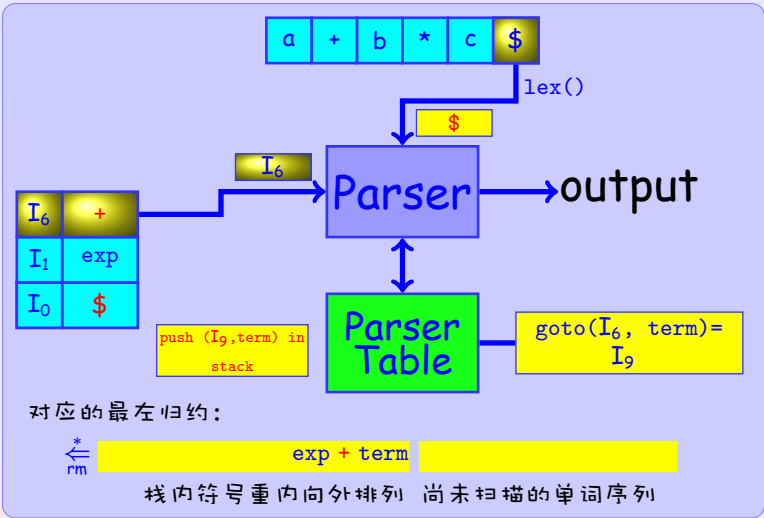 a + b * c $
lex()
$
I₆
Parser
output
I₆ +
I₁ exp
I₀ $
Parser
Table
push (I₉,term) in
stack
goto(I₆, term)=
I₉
对应的最左归约:
*
⇐
rm
exp + term
栈内符号重内向外排列 尚未扫描的单词序列